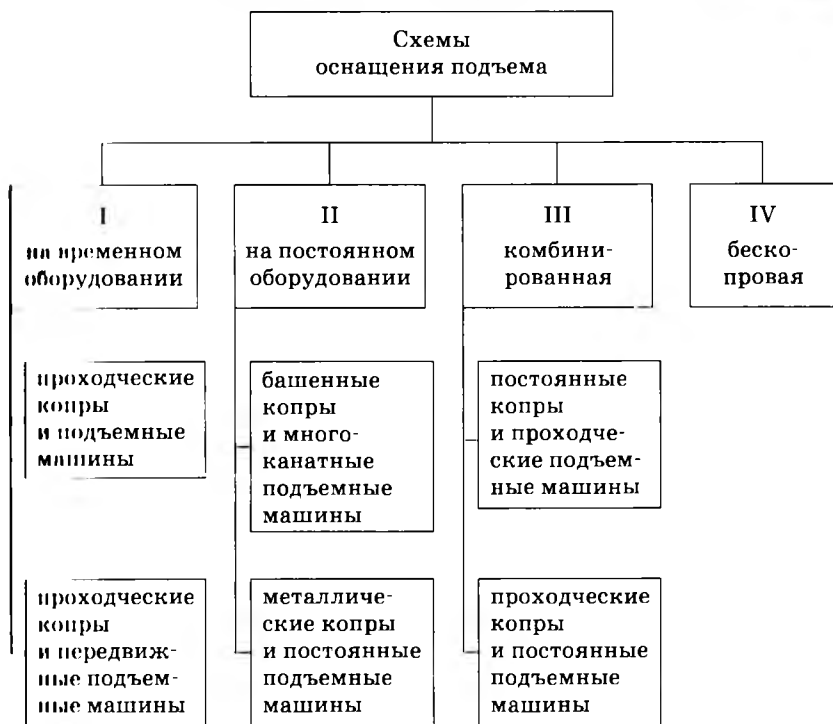 Схемы
оснащения подъема
I
на временном
оборудовании
II
на постоянном
оборудовании
III
комбини-
рованная
IV
беско-
провая
проходческие
копры
и подъемные
машины
башенные
копры
и много-
канатные
подъемные
машины
постоянные
копры
и проходче-
ские подъем-
ные машины
проходческие
копры
и передвиж-
ные подъем-
ные машины
металличе-
ские копры
и постоянные
подъемные
машины
проходческие
копры
и постоянные
подъемные
машины